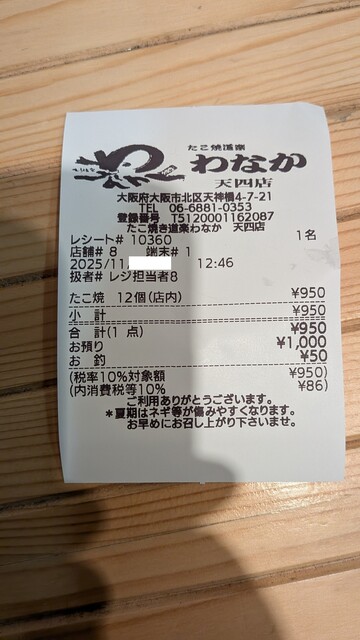 たこ焼道楽
わなか
天四店
大阪府大阪市北区天神橋4-7-21
TEL 06-6881-0353
登録番号 T5120001162087
たこ焼き道楽わなか 天四店
レシート# 10360 1名
店舗# 8 端末# 1
2025/11 12:46
扱者# レジ担当者8
たこ焼 12個(店内) ¥950
小 計 ¥950
合 計(1 点) ¥950
お預り ¥1,000
お 釣 ¥50
(税率10%対象額 ¥950)
(内消費税等10% ¥86)
ご利用ありがとうございます。
*夏期はネギ等が傷みやすくなります。
お早めにお召し上がり下さいませ。